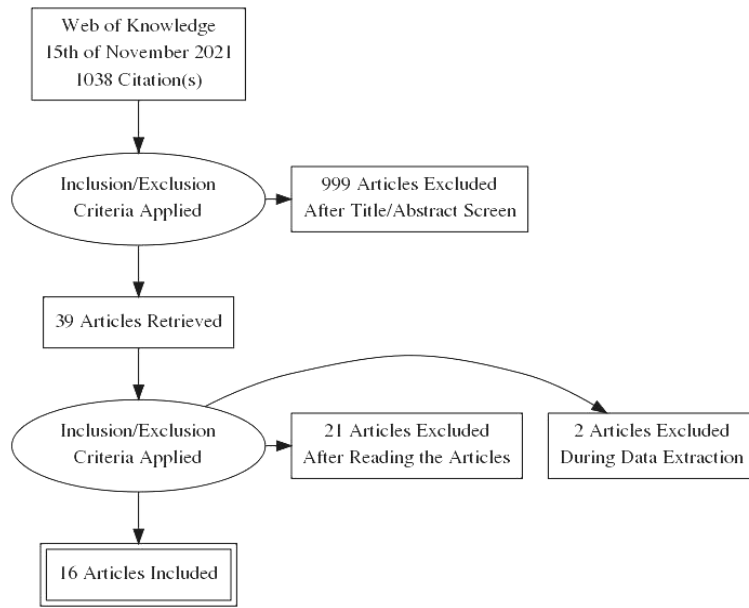 Web of Knowledge
15th of November 2021
1038 Citation(s)
Inclusion/Exclusion
Criteria Applied
999 Articles Excluded
After Title/Abstract Screen
39 Articles Retrieved
Inclusion/Exclusion
Criteria Applied
21 Articles Excluded
After Reading the Articles
2 Articles Excluded
During Data Extraction
16 Articles Included